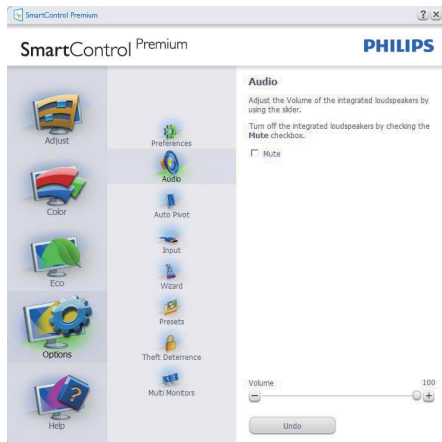 SmartControl Premium
? ×
SmartControl Premium
PHILIPS
Adjust
Color
Eco
Options
Help
Preferences
Audio
Auto Pivot
Input
Wizard
Presets
Theft Deterrence
Multi Monitors
Audio
Adjust the Volume of the integrated loudspeakers by
using the slider.
Turn off the integrated loudspeakers by checking the
Mute checkbox.
Mute
Volume 100
Undo